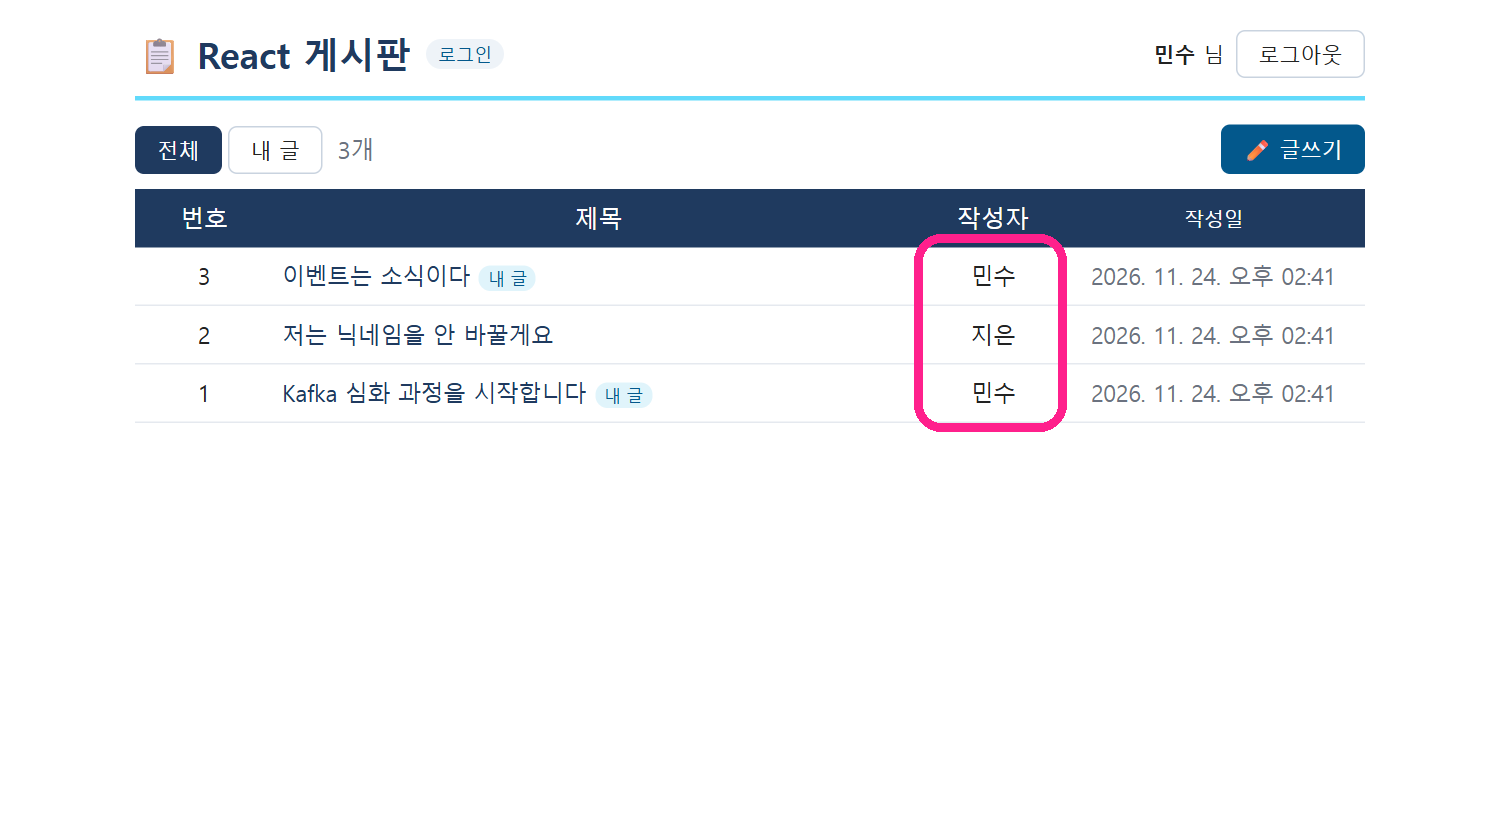 React 게시판 로그인 민수 님 로그아웃
전체 내 글 3개 글쓰기
번호 제목 작성자 작성일
3 이벤트는 소식이다 내 글 민수 2026. 11. 24. 오후 02:41
2 저는 닉네임을 안 바꿀게요 지은 2026. 11. 24. 오후 02:41
1 Kafka 심화 과정을 시작합니다 내 글 민수 2026. 11. 24. 오후 02:41